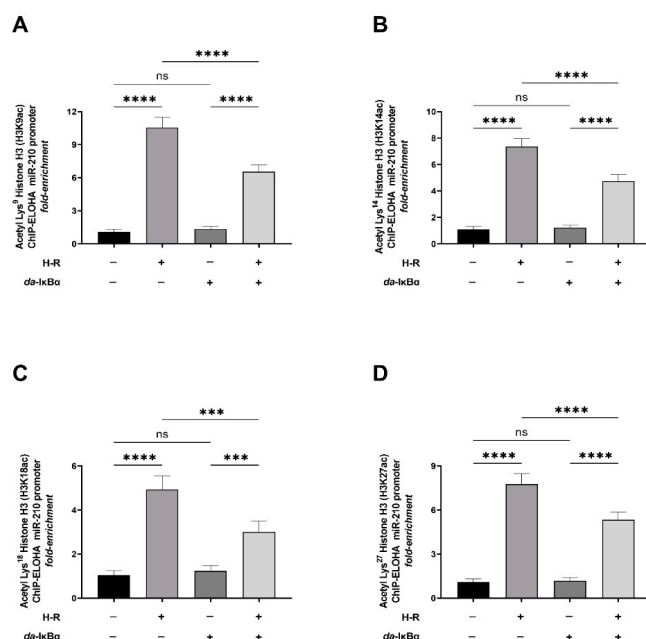 A
****
ns
**** ****
Acetyl Lys⁹ Histone H3 (H3K9ac)
ChIP-ELOHA miR-210 promoter
fold-enrichment
12
9
6
3
0
H-R − + − +
da-IκBα − − + +
B
****
ns
**** ****
Acetyl Lys¹⁴ Histone H3 (H3K14ac)
ChIP-ELOHA miR-210 promoter
fold-enrichment
10
8
6
4
2
0
H-R − + − +
da-IκBα − − + +
C
***
ns
**** ***
Acetyl Lys¹⁸ Histone H3 (H3K18ac)
ChIP-ELOHA miR-210 promoter
fold-enrichment
6
4
2
0
H-R − + − +
da-IκBα − − + +
D
****
ns
**** ****
Acetyl Lys²⁷ Histone H3 (H3K27ac)
ChIP-ELOHA miR-210 promoter
fold-enrichment
9
6
3
0
H-R − + − +
da-IκBα − − + +